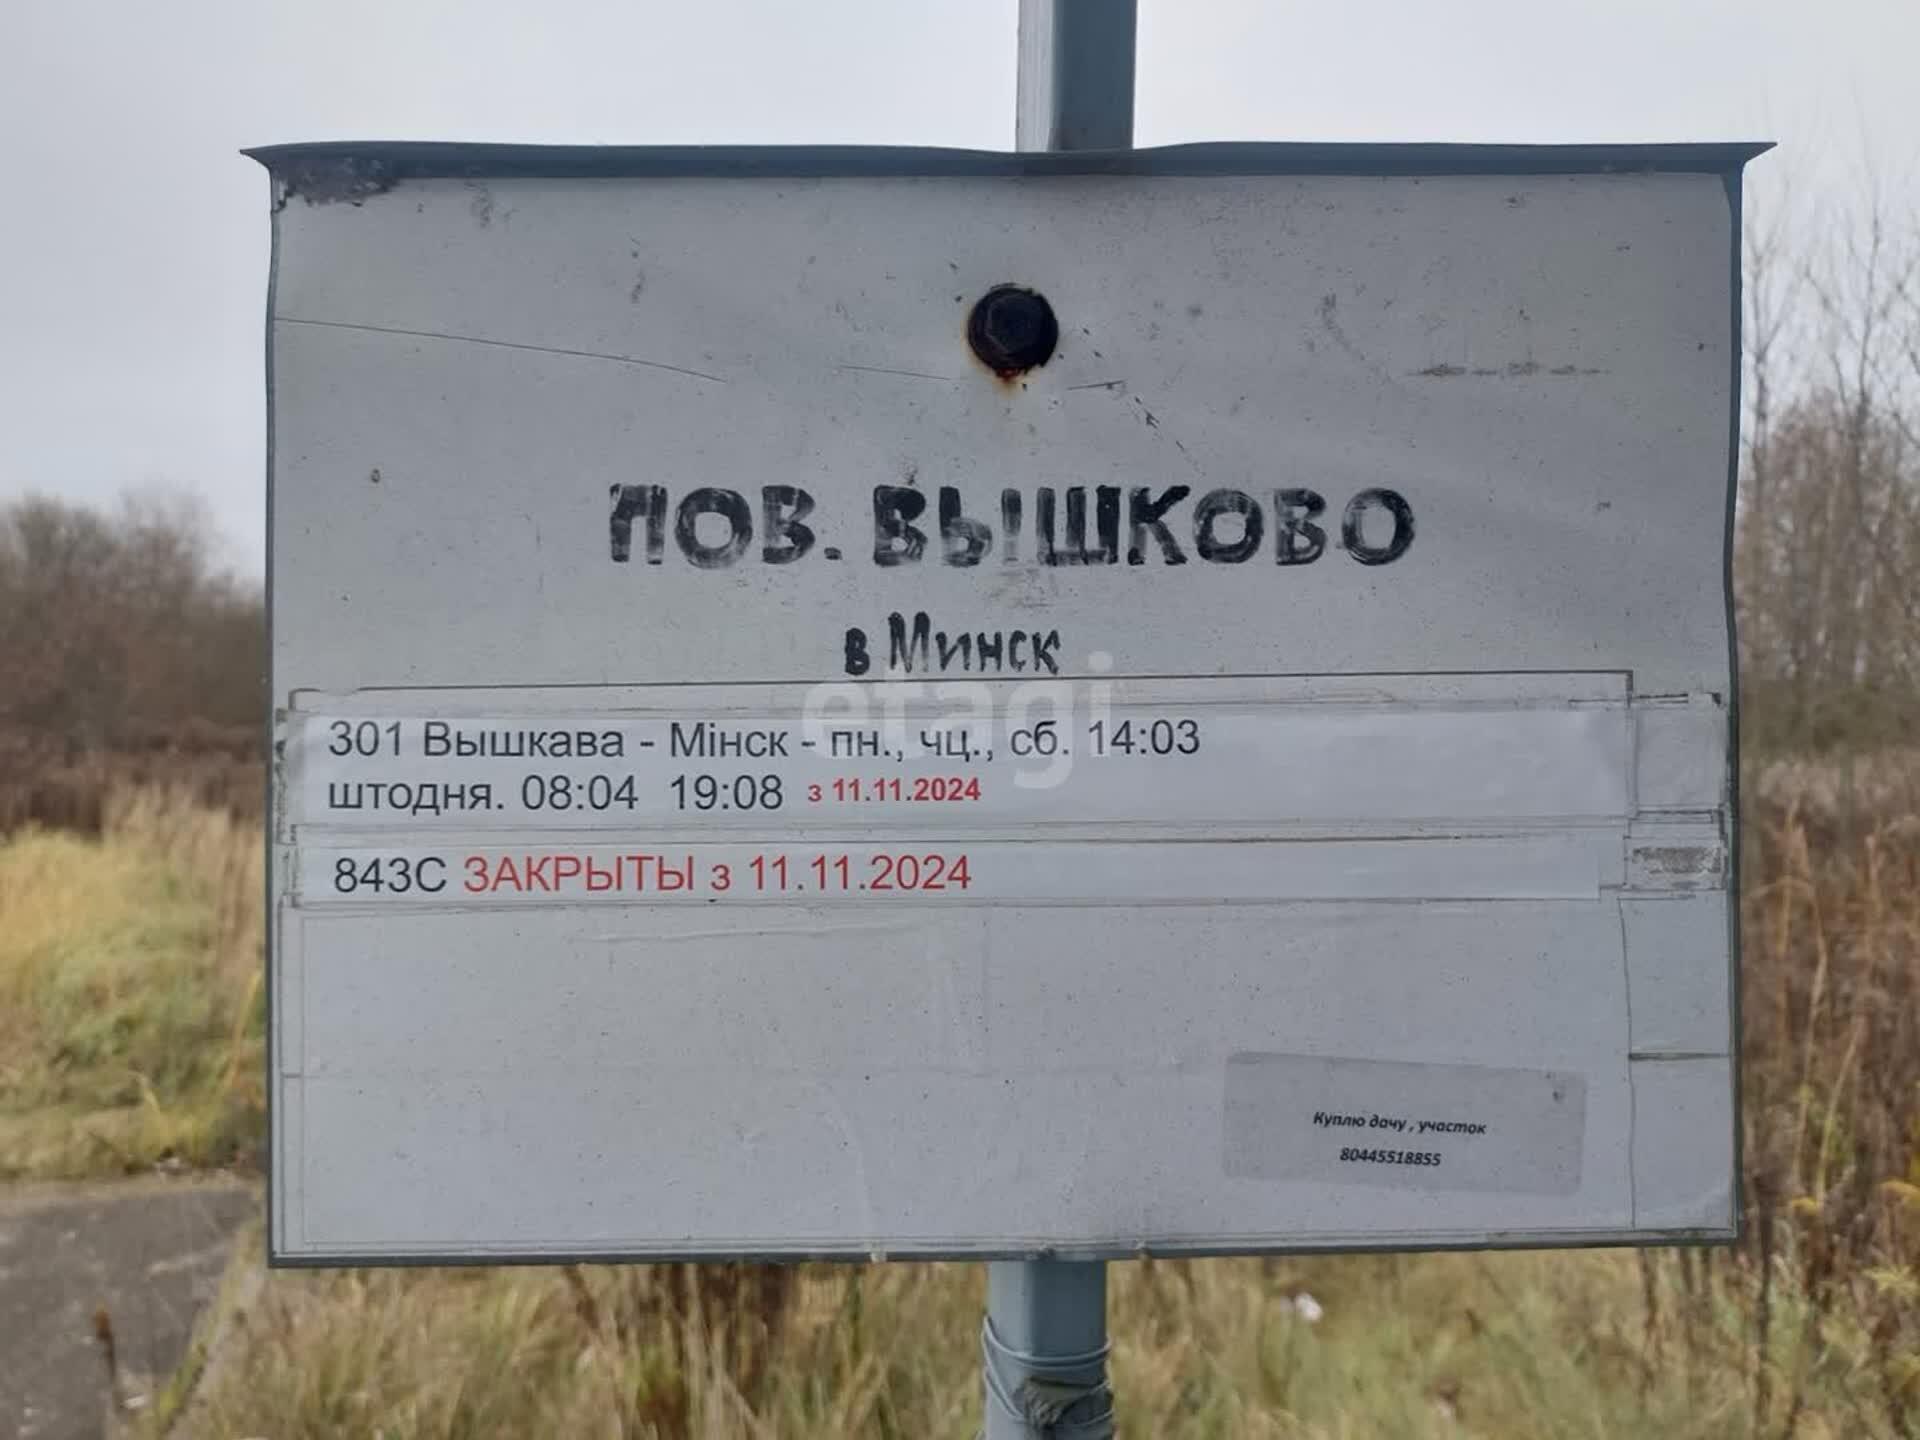 ПОВ. ВЫШКОВО
в Минск
etagi
301 Вышкава - Мінск - пн., чц., сб. 14:03
штодня. 08:04 19:08 з 11.11.2024
843С ЗАКРЫТЫ з 11.11.2024
Куплю дачу , участок
80445518855